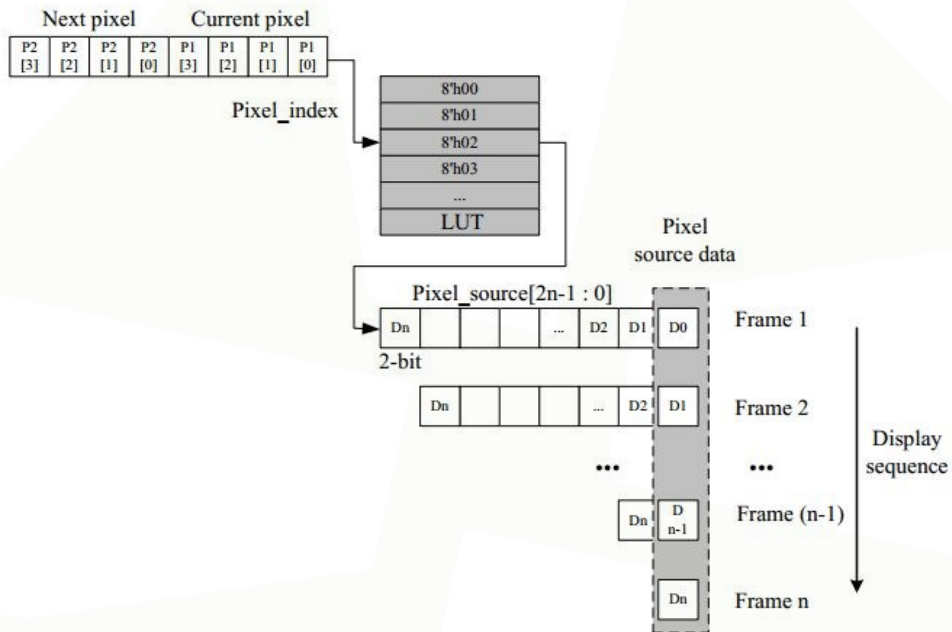 Next pixel Current pixel
P2 [3] P2 [2] P2 [1] P2 [0] P1 [3] P1 [2] P1 [1] P1 [0]
Pixel_index
8'h00
8'h01
8'h02
8'h03
...
LUT
Pixel
source data
Pixel_source[2n-1 : 0]
Dn ... D2 D1 D0 Frame 1
2-bit
Dn ... D2 D1 Frame 2
Display
sequence
... ...
Dn D n-1 Frame (n-1)
Dn Frame n